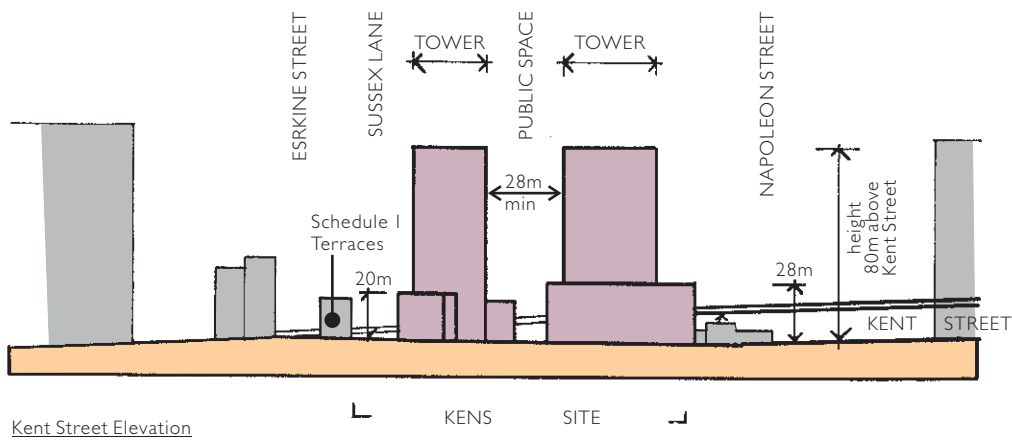 ESRKINE STREET
SUSSEX LANE
TOWER
PUBLIC SPACE
TOWER
NAPOLEON STREET
28m
min
Schedule I
Terraces
20m
28m
height
80m above
Kent Street
KENT STREET
KENS SITE
Kent Street Elevation